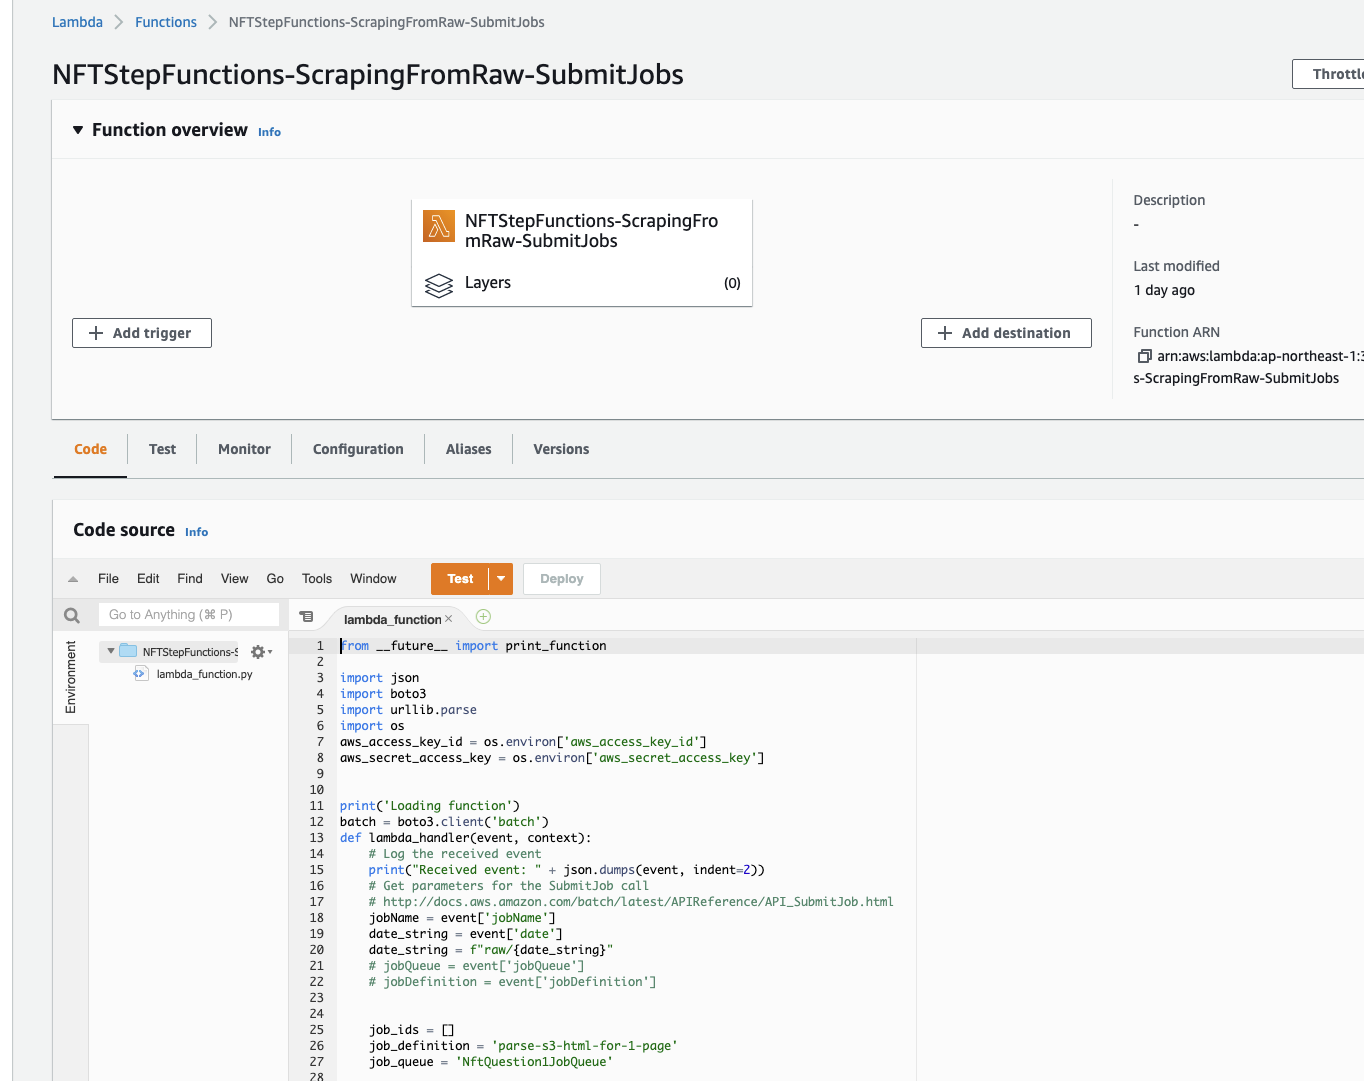 Lambda > Functions > NFTStepFunctions-ScrapingFromRaw-SubmitJobs
NFTStepFunctions-ScrapingFromRaw-SubmitJobs
Throttle
Function overview Info
NFTStepFunctions-ScrapingFro
mRaw-SubmitJobs
Layers (0)
+ Add trigger
+ Add destination
Description
-
Last modified
1 day ago
Function ARN
arn:aws:lambda:ap-northeast-1:3
s-ScrapingFromRaw-SubmitJobs
Code Test Monitor Configuration Aliases Versions
Code source Info
File Edit Find View Go Tools Window Test Deploy
Go to Anything (⌘ P)
lambda_function ×
Environment
NFTStepFunctions-S
lambda_function.py
1 from __future__ import print_function
2
3 import json
4 import boto3
5 import urllib.parse
6 import os
7 aws_access_key_id = os.environ['aws_access_key_id']
8 aws_secret_access_key = os.environ['aws_secret_access_key']
9
10
11 print('Loading function')
12 batch = boto3.client('batch')
13 def lambda_handler(event, context):
14     # Log the received event
15     print("Received event: " + json.dumps(event, indent=2))
16     # Get parameters for the SubmitJob call
17     # http://docs.aws.amazon.com/batch/latest/APIReference/API_SubmitJob.html
18     jobName = event['jobName']
19     date_string = event['date']
20     date_string = f"raw/{date_string}"
21     # jobQueue = event['jobQueue']
22     # jobDefinition = event['jobDefinition']
23
24
25     job_ids = []
26     job_definition = 'parse-s3-html-for-1-page'
27     job_queue = 'NftQuestion1JobQueue'
28